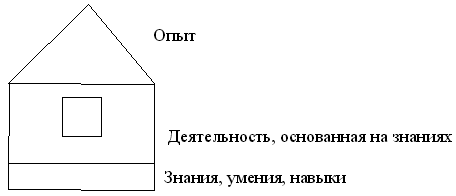 Опыт
Деятельность, основанная на знаниях
Знания, умения, навыки